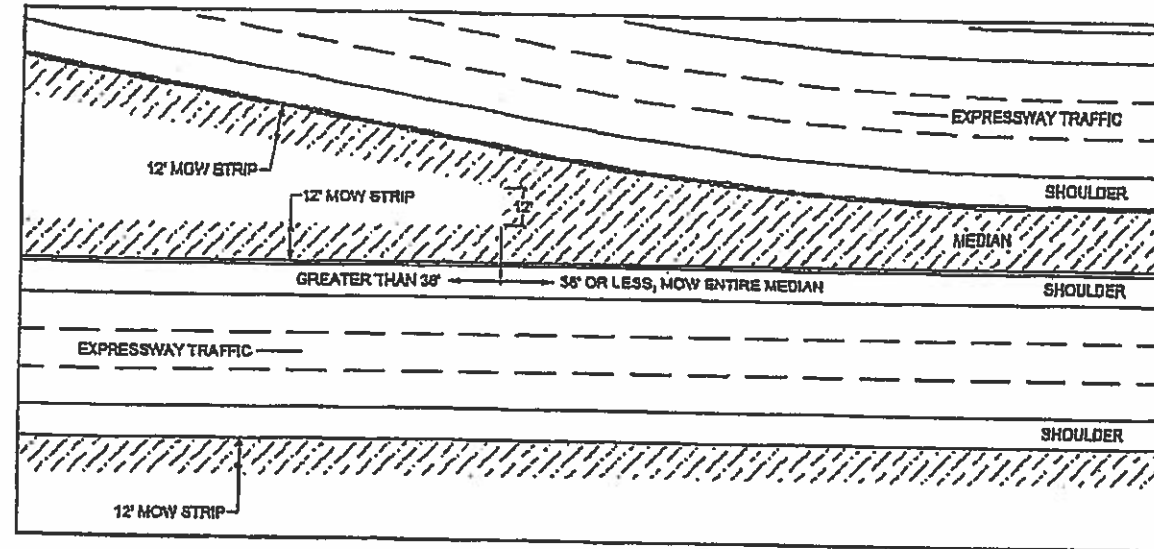 EXPRESSWAY TRAFFIC
12' MOW STRIP
12' MOW STRIP
SHOULDER
12'
MEDIAN
GREATER THAN 36'
36' OR LESS, MOW ENTIRE MEDIAN
SHOULDER
EXPRESSWAY TRAFFIC
SHOULDER
12' MOW STRIP